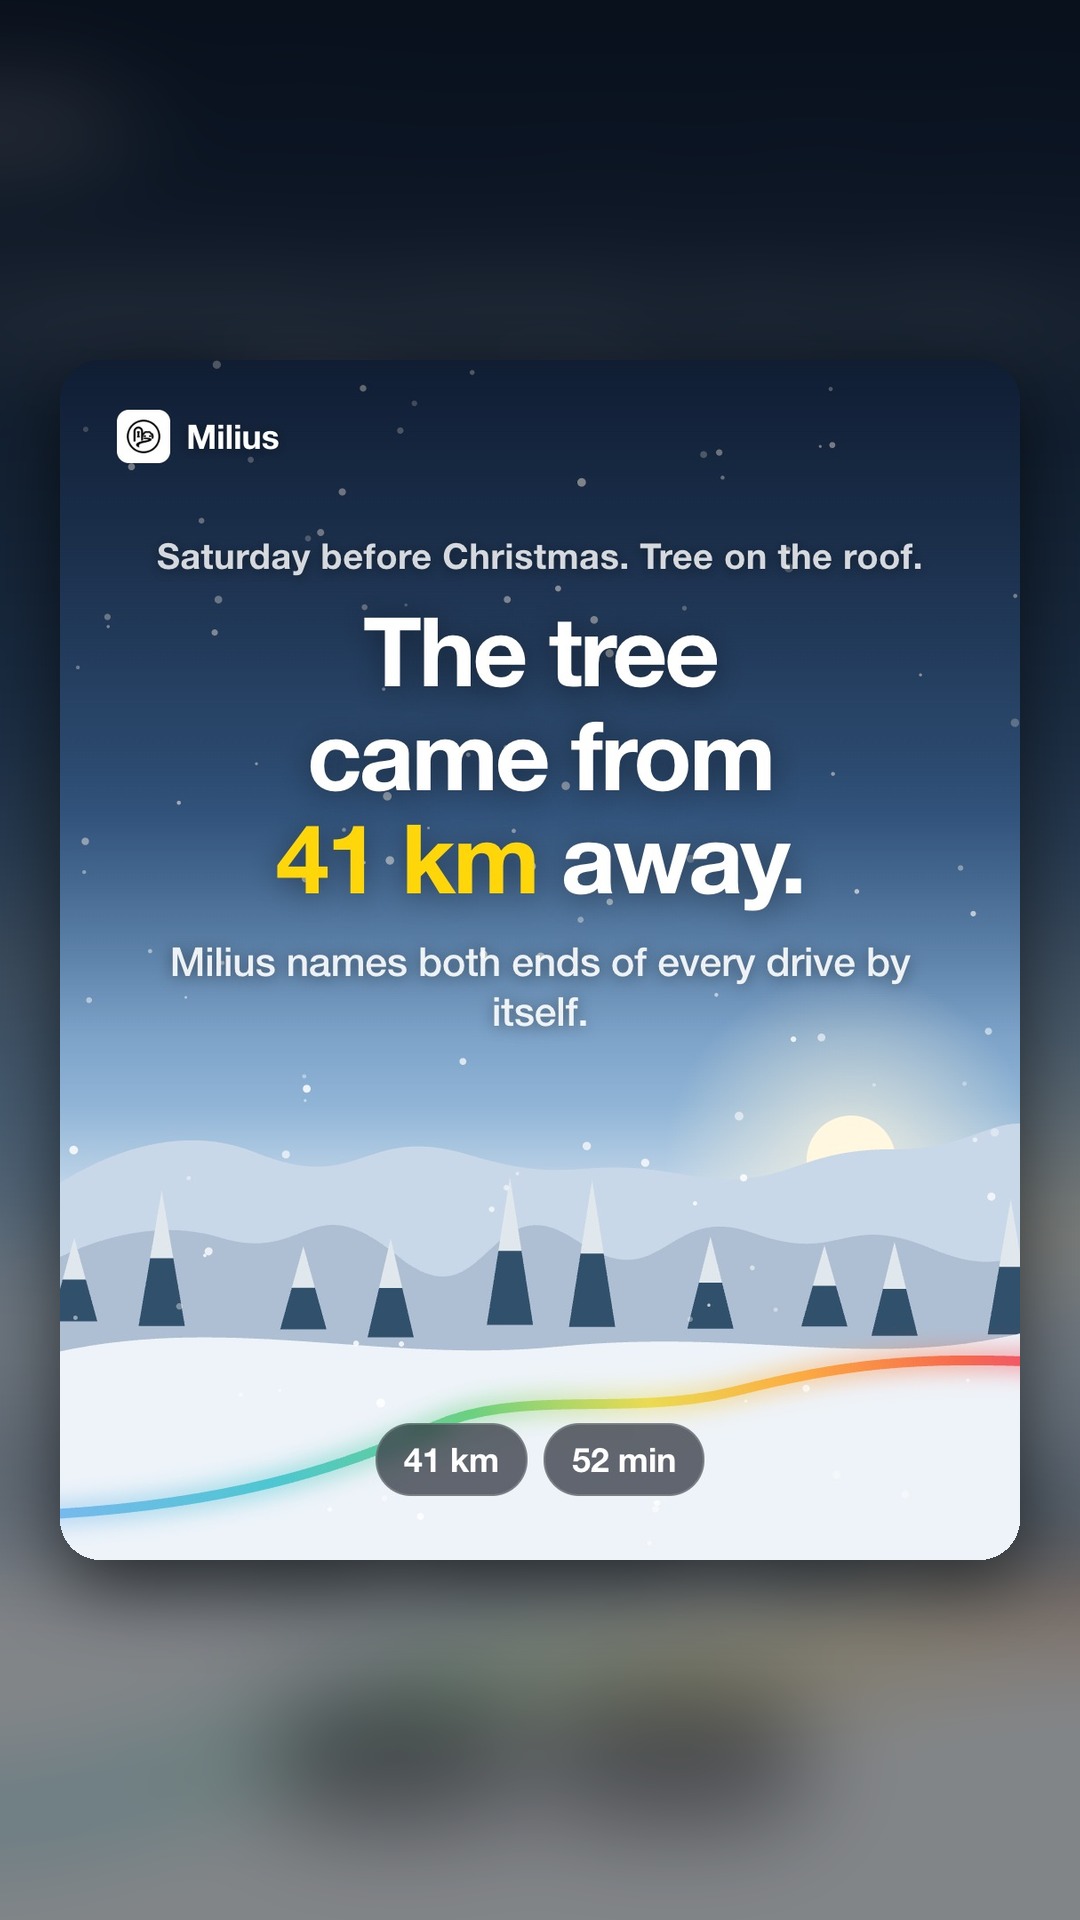 Milius
Saturday before Christmas. Tree on the roof.
The tree
came from
41 km away.
Milius names both ends of every drive by
itself.
41 km
52 min